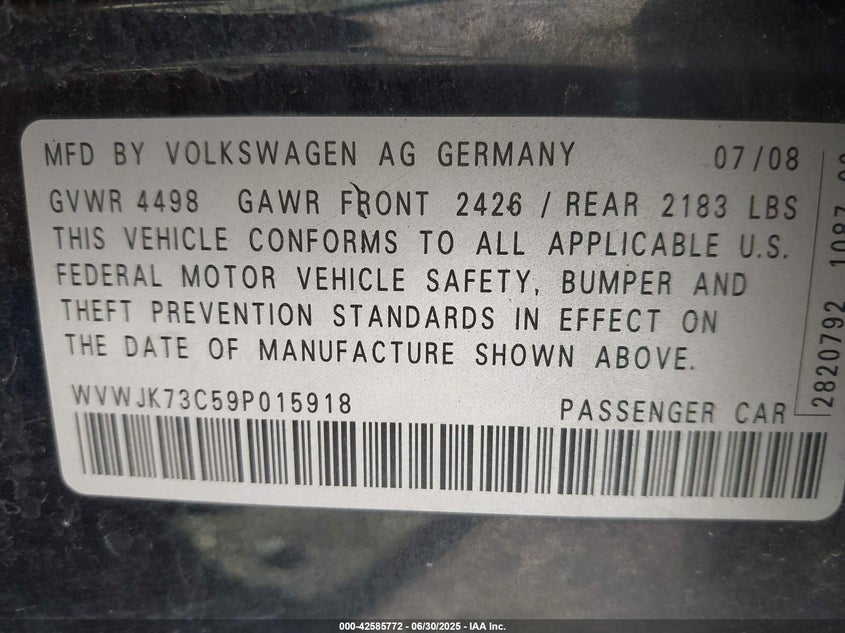 MFD BY VOLKSWAGEN AG GERMANY 07/08
GVWR 4498 GAWR FRONT 2426 / REAR 2183 LBS
THIS VEHICLE CONFORMS TO ALL APPLICABLE U.S.
FEDERAL MOTOR VEHICLE SAFETY, BUMPER AND
THEFT PREVENTION STANDARDS IN EFFECT ON
THE DATE OF MANUFACTURE SHOWN ABOVE.
WVWJK73C59P015918 PASSENGER CAR
2820792 1087
000-42585772 - 06/30/2025 - IAA Inc.